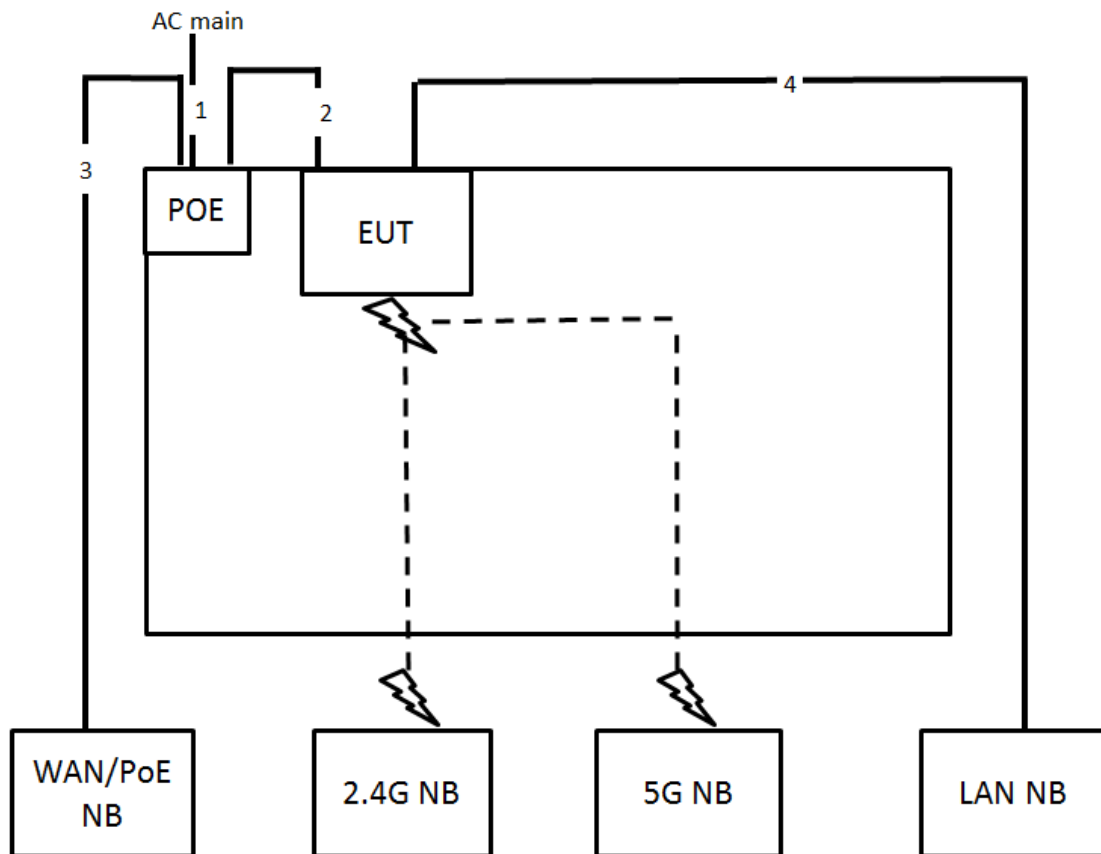 AC main
1
2
4
3
POE
EUT
WAN/PoE
NB
2.4G NB
5G NB
LAN NB